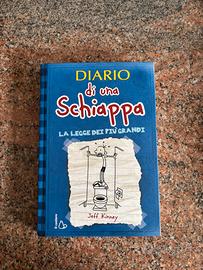 DIARIO
di una
Schiappa
LA LEGGE DEI PIÙ GRANDI
Jeff Kinney